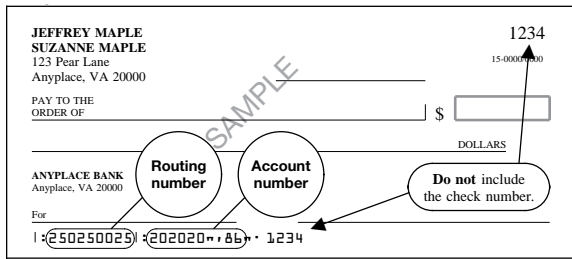 JEFFREY MAPLE
SUZANNE MAPLE
123 Pear Lane
Anyplace, VA 20000
1234
15-0000/0000
SAMPLE
PAY TO THE
ORDER OF
$
DOLLARS
ANYPLACE BANK
Anyplace, VA 20000
Routing
number
Account
number
Do not include
the check number.
For
|:250250025|:202020"'86". 1234